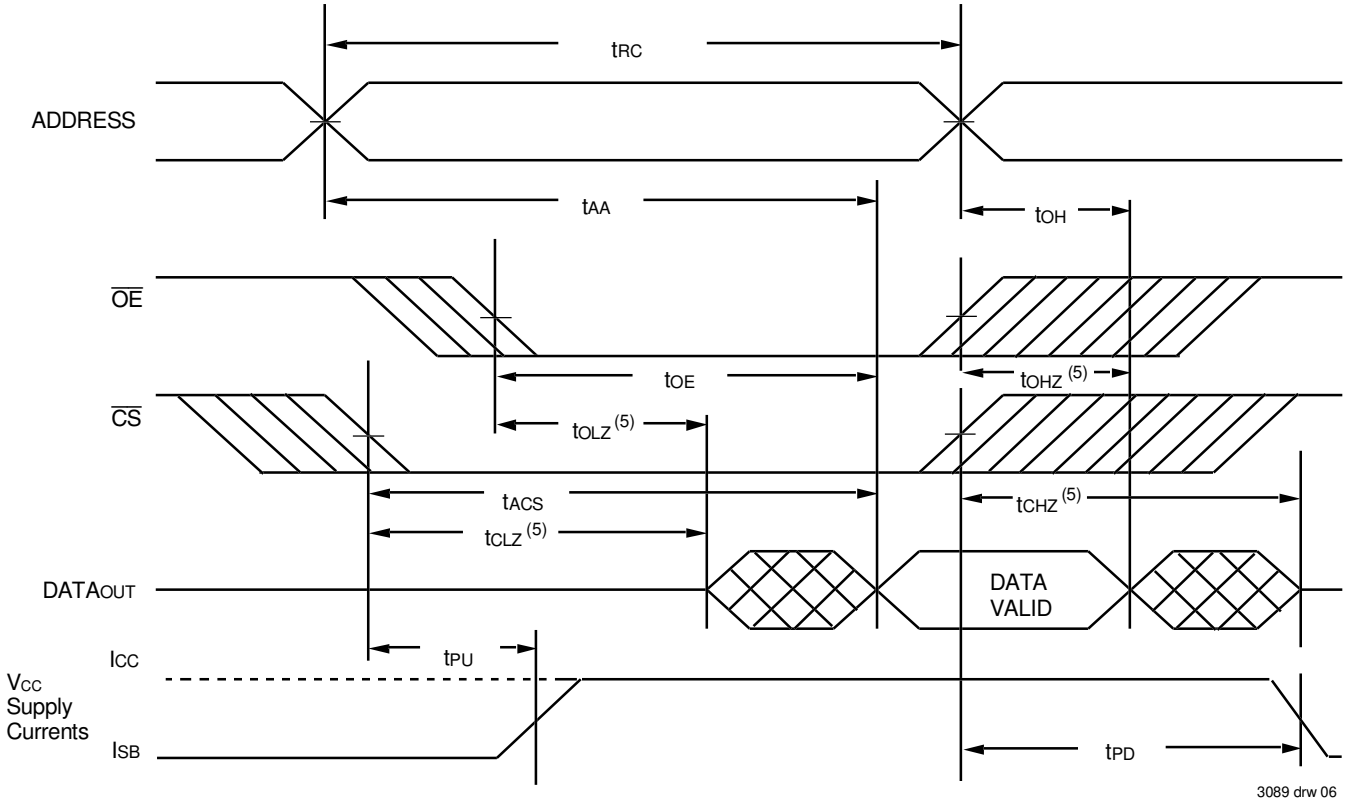 tRC
ADDRESS
tAA
tOH
OE
tOE
tOHZ (5)
CS
tOLZ (5)
tACS
tCHZ (5)
tCLZ (5)
DATAOUT
DATA
VALID
ICC
tPU
VCC
Supply
Currents
ISB
tPD
3089 drw 06